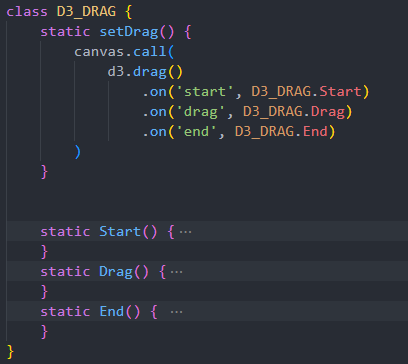 class D3_DRAG {
static setDrag() {
canvas.call(
d3.drag()
.on('start', D3_DRAG.Start)
.on('drag', D3_DRAG.Drag)
.on('end', D3_DRAG.End)
)
}
static Start() { ···
}
static Drag() { ···
}
static End() { ···
}
}